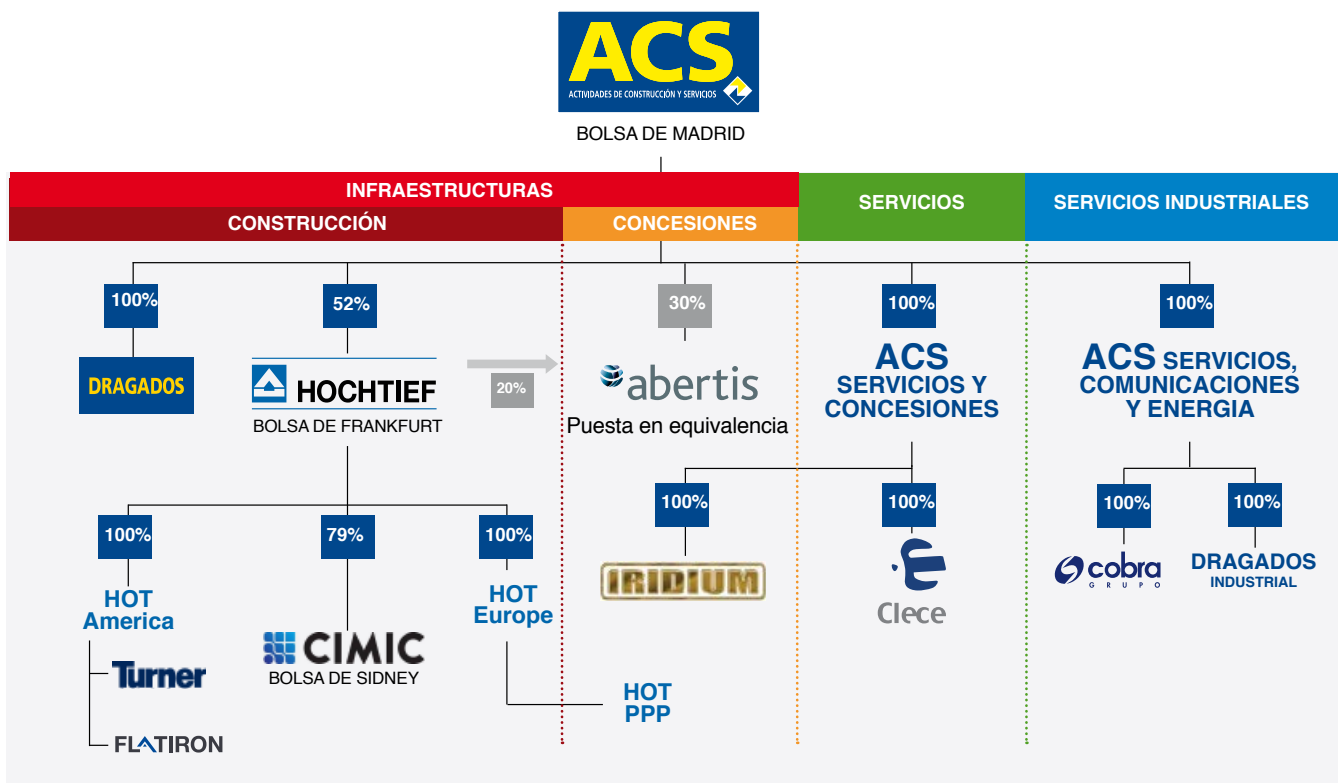 ACS
ACTIVIDADES DE CONSTRUCCIÓN Y SERVICIOS
BOLSA DE MADRID
INFRAESTRUCTURAS
SERVICIOS
SERVICIOS INDUSTRIALES
CONSTRUCCIÓN
CONCESIONES
100%
52%
30%
100%
100%
DRAGADOS
HOCHTIEF
BOLSA DE FRANKFURT
20%
abertis
Puesta en equivalencia
ACS
SERVICIOS Y
CONCESIONES
ACS SERVICIOS,
COMUNICACIONES
Y ENERGIA
100%
100%
100%
100%
100%
79%
100%
IRIDIUM
Clece
cobra
GRUPO
DRAGADOS
INDUSTRIAL
HOT
America
CIMIC
BOLSA DE SIDNEY
HOT
Europe
Turner
FLATIRON
HOT
PPP